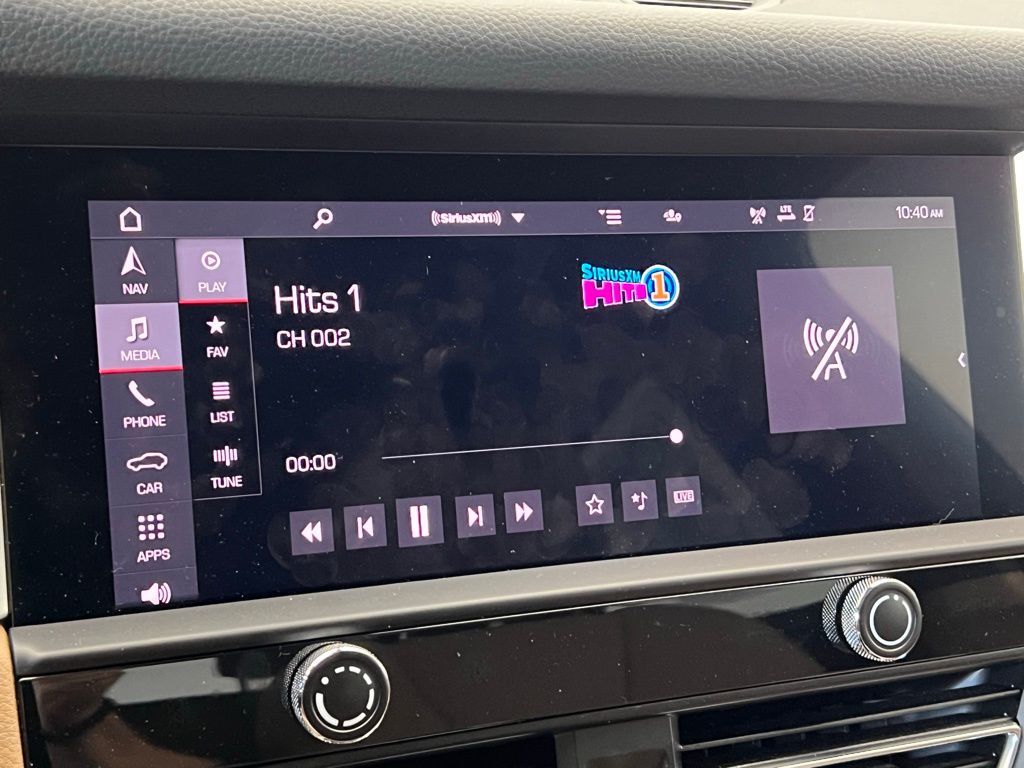 ((SiriusXM))
LTE
10:40 AM
NAV
PLAY
MEDIA
FAV
PHONE
LIST
CAR
TUNE
APPS
Hits 1
CH 002
SIRIUSXM
HITS 1
00:00
LIVE